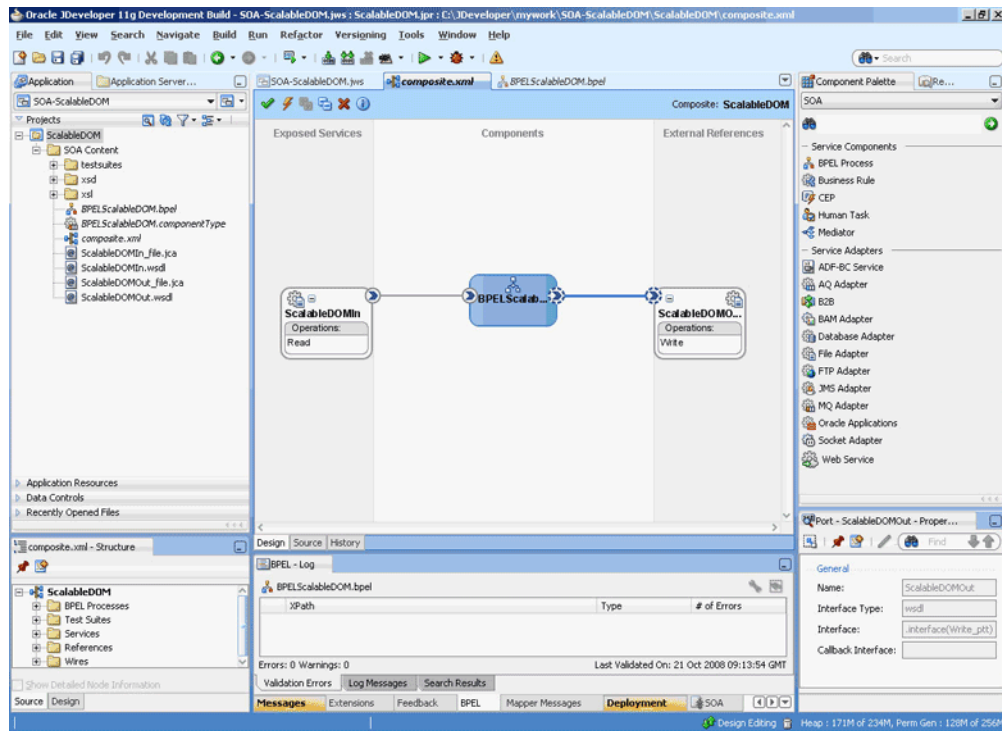 Oracle JDeveloper 11g Development Build - SOA-ScalableDOM.jws : ScalableDOM.jpr : C:\JDeveloper\mywork\SOA-ScalableDOM\ScalableDOM\composite.xml
File Edit View Search Navigate Build Run Refactor Versioning Tools Window Help
Search
Application
Application Server...
SOA-ScalableDOM
Projects
ScalableDOM
SOA Content
testsuites
xsd
xsl
BPELScalableDOM.bpel
BPELScalableDOM.componentType
composite.xml
ScalableDOMIn_file.jca
ScalableDOMIn.wsdl
ScalableDOMOut_file.jca
ScalableDOMOut.wsdl
Application Resources
Data Controls
Recently Opened Files
composite.xml - Structure
ScalableDOM
BPEL Processes
Test Suites
Services
References
Wires
Show Detailed Node Information
Source Design
SOA-ScalableDOM.jws
composite.xml
BPELScalableDOM.bpel
Composite: ScalableDOM
Exposed Services
Components
External References
ScalableDOMIn
Operations:
Read
BPELScalab...
ScalableDOMO...
Operations:
Write
Design Source History
BPEL - Log
BPELScalableDOM.bpel
XPath Type # of Errors
Errors: 0 Warnings: 0
Last Validated On: 21 Oct 2008 09:13:54 GMT
Validation Errors Log Messages Search Results
Messages Extensions Feedback BPEL Mapper Messages Deployment SOA
Component Palette
Re...
SOA
Service Components
BPEL Process
Business Rule
CEP
Human Task
Mediator
Service Adapters
ADF-BC Service
AQ Adapter
B2B
BAM Adapter
Database Adapter
File Adapter
FTP Adapter
JMS Adapter
MQ Adapter
Oracle Applications
Socket Adapter
Web Service
Port - ScalableDOMOut - Proper...
Find
General
Name: ScalableDOMOut
Interface Type: wsdl
Interface: .interface(Write_ptt)
Callback Interface:
Design Editing
Heap : 171M of 234M, Perm Gen : 128M of 256M